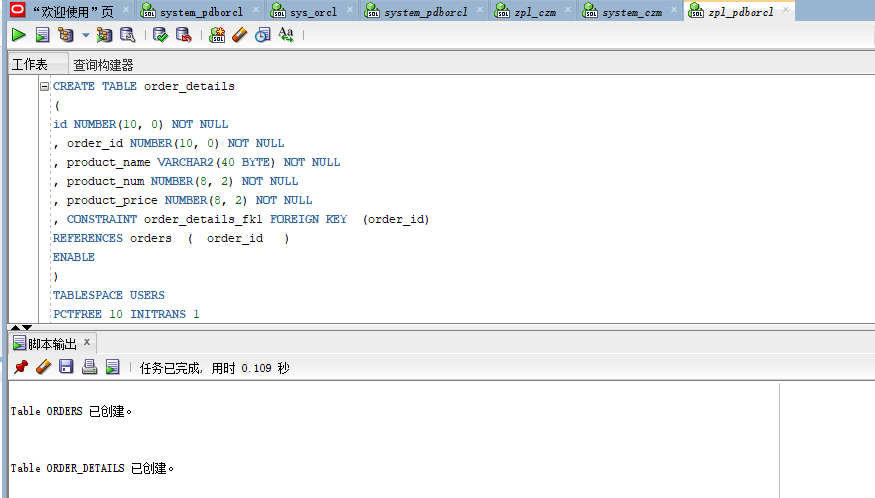 “欢迎使用”页 system_pdborcl sys_orcl system_pdborcl zpl_czm system_czm zpl_pdborcl
工作表 查询构建器
CREATE TABLE order_details
(
id NUMBER(10, 0) NOT NULL
, order_id NUMBER(10, 0) NOT NULL
, product_name VARCHAR2(40 BYTE) NOT NULL
, product_num NUMBER(8, 2) NOT NULL
, product_price NUMBER(8, 2) NOT NULL
, CONSTRAINT order_details_fk1 FOREIGN KEY  (order_id)
REFERENCES orders  (  order_id   )
ENABLE
)
TABLESPACE USERS
PCTFREE 10 INITRANS 1
脚本输出 x
任务已完成, 用时 0.109 秒
Table ORDERS 已创建。
Table ORDER_DETAILS 已创建。